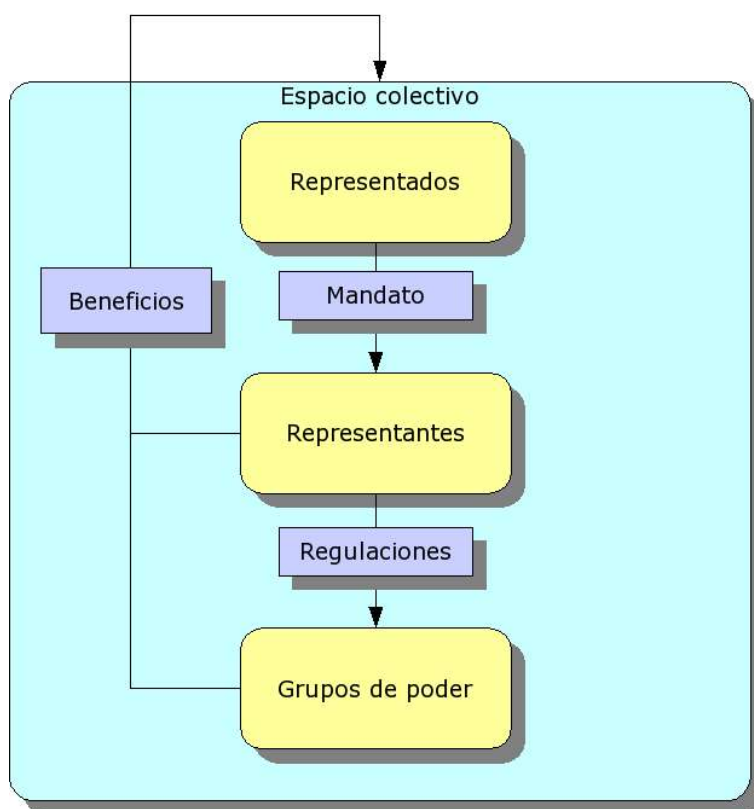 Espacio colectivo
Representados
Beneficios
Mandato
Representantes
Regulaciones
Grupos de poder